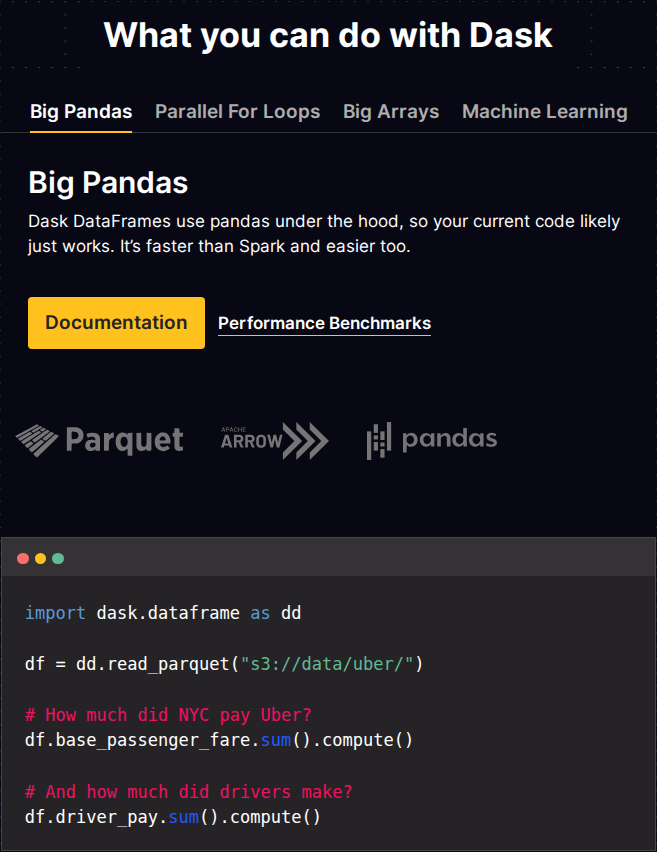 What you can do with Dask
Big Pandas Parallel For Loops Big Arrays Machine Learning
Big Pandas
Dask DataFrames use pandas under the hood, so your current code likely
just works. It’s faster than Spark and easier too.
Documentation Performance Benchmarks
Parquet APACHE ARROW pandas
import dask.dataframe as dd
df = dd.read_parquet("s3://data/uber/")
# How much did NYC pay Uber?
df.base_passenger_fare.sum().compute()
# And how much did drivers make?
df.driver_pay.sum().compute()